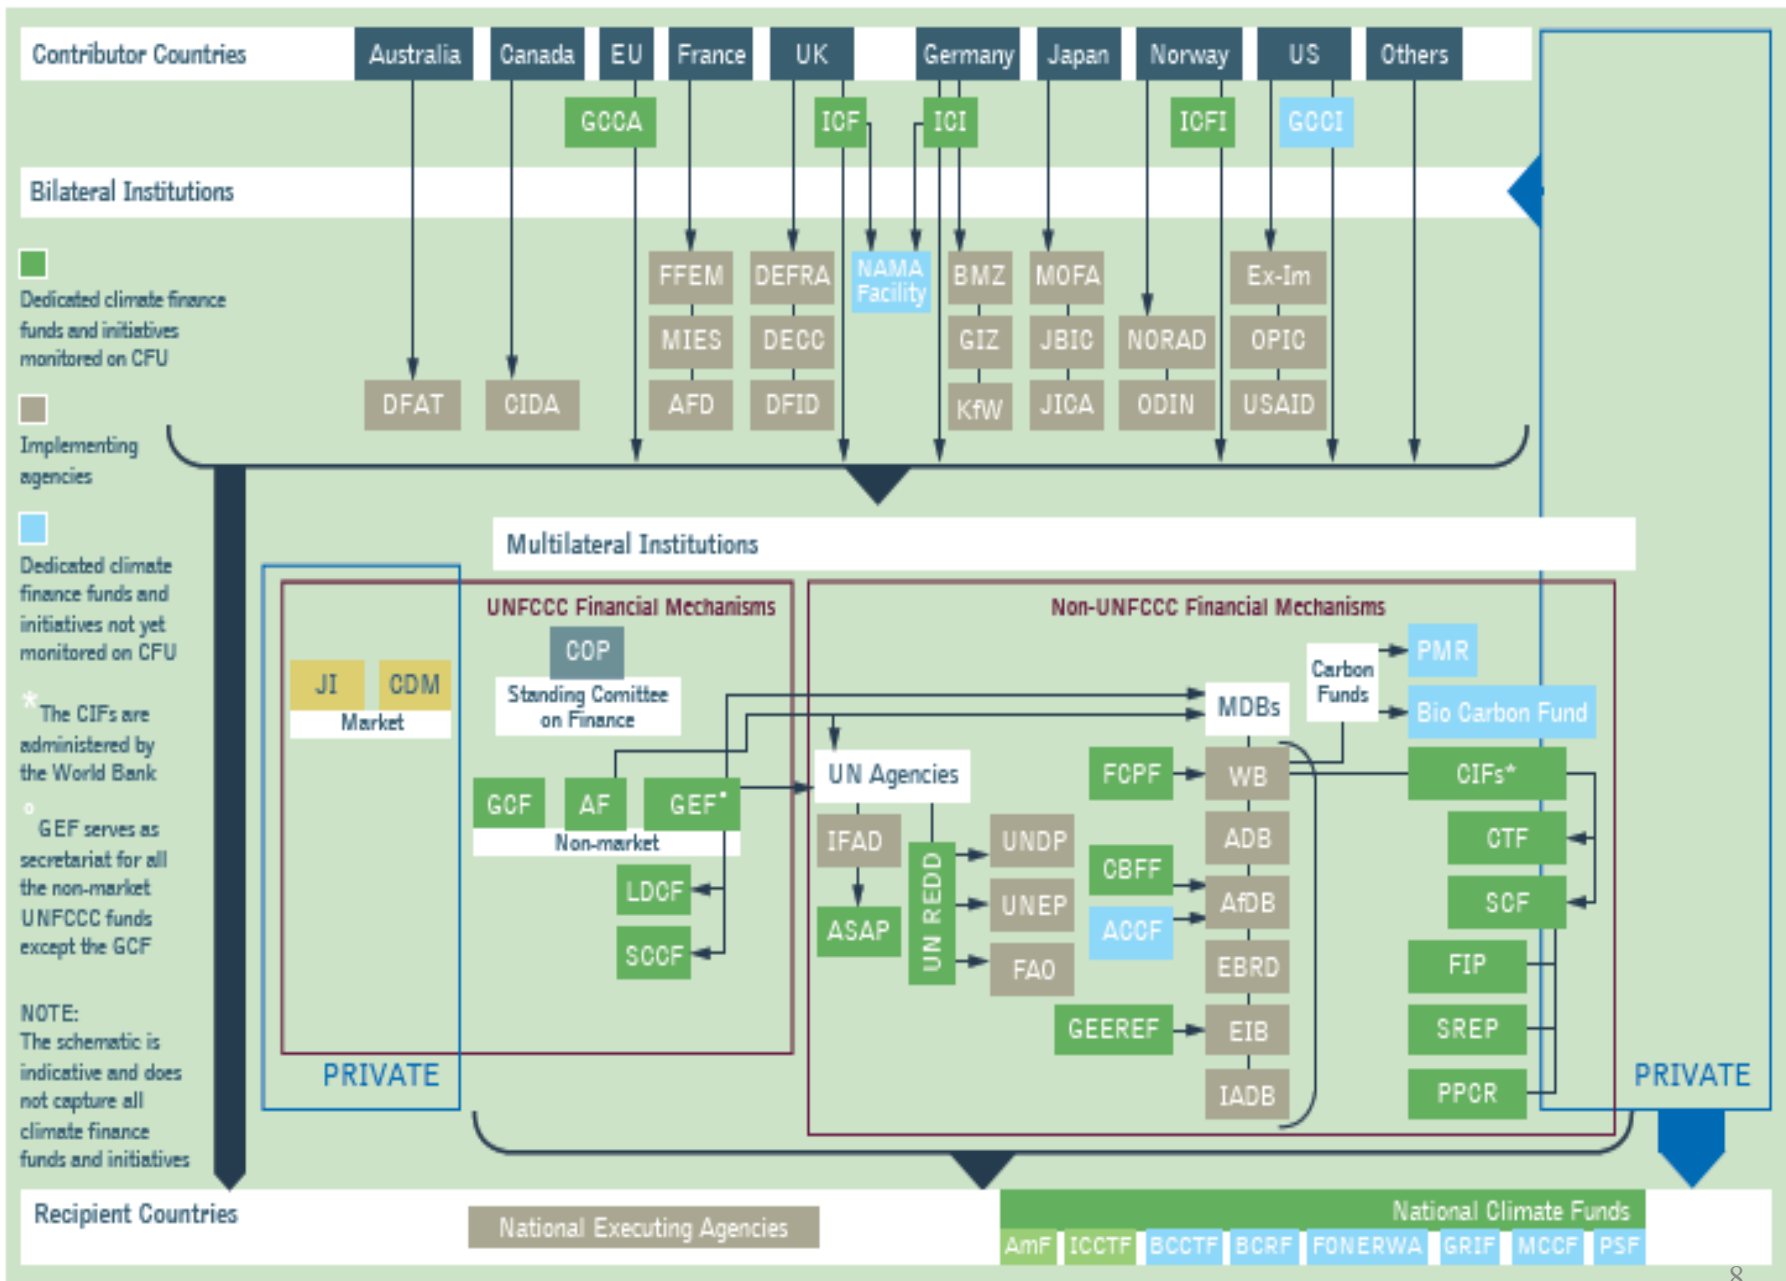 Contributor Countries
Australia
Canada
EU
France
UK
Germany
Japan
Norway
US
Others
GCCA
ICF
ICI
ICFI
GCCI
Bilateral Institutions
Dedicated climate finance
funds and initiatives
monitored on CFU
Implementing
agencies
Dedicated climate
finance funds and
initiatives not yet
monitored on CFU
*The CIFs are
administered by
the World Bank
°GEF serves as
secretariat for all
the non-market
UNFCCC funds
except the GCF
NOTE:
The schematic is
indicative and does
not capture all
climate finance
funds and initiatives
FFEM
DEFRA
NAMA
Facility
BMZ
MOFA
Ex-Im
MIES
DECC
GIZ
JBIC
NORAD
OPIC
DFAT
CIDA
AFD
DFID
KfW
JICA
ODIN
USAID
Multilateral Institutions
UNFCCC Financial Mechanisms
COP
Standing Comittee
on Finance
JI
CDM
Market
GCF
AF
GEF°
Non-market
LDCF
SCCF
PRIVATE
Non-UNFCCC Financial Mechanisms
MDBs
Carbon
Funds
PMR
Bio Carbon Fund
UN Agencies
FCPF
WB
CIFs*
IFAD
UNDP
ADB
CTF
UN REDD
CBFF
ASAP
UNEP
ACCF
AfDB
SCF
FAO
EBRD
FIP
GEEREF
EIB
SREP
IADB
PPCR
PRIVATE
Recipient Countries
National Executing Agencies
National Climate Funds
AmF
ICCTF
BCCTF
BCRF
FONERWA
GRIF
MCCF
PSF
8